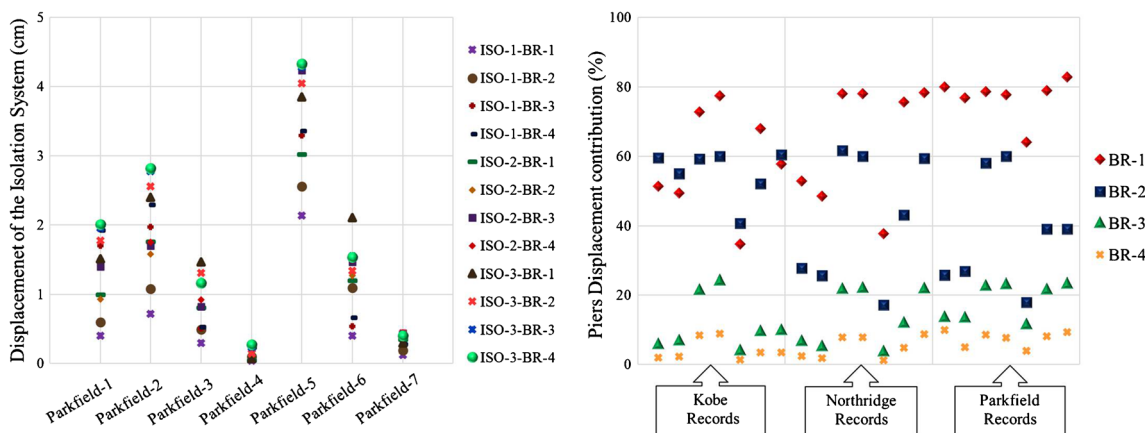 Displacemenet of the Isolation System (cm)
5
4
3
2
1
0
Parkfield-1
Parkfield-2
Parkfield-3
Parkfield-4
Parkfield-5
Parkfield-6
Parkfield-7
ISO-1-BR-1
ISO-1-BR-2
ISO-1-BR-3
ISO-1-BR-4
ISO-2-BR-1
ISO-2-BR-2
ISO-2-BR-3
ISO-2-BR-4
ISO-3-BR-1
ISO-3-BR-2
ISO-3-BR-3
ISO-3-BR-4
Piers Displacement contribution (%)
100
80
60
40
20
0
Kobe
Records
Northridge
Records
Parkfield
Records
BR-1
BR-2
BR-3
BR-4